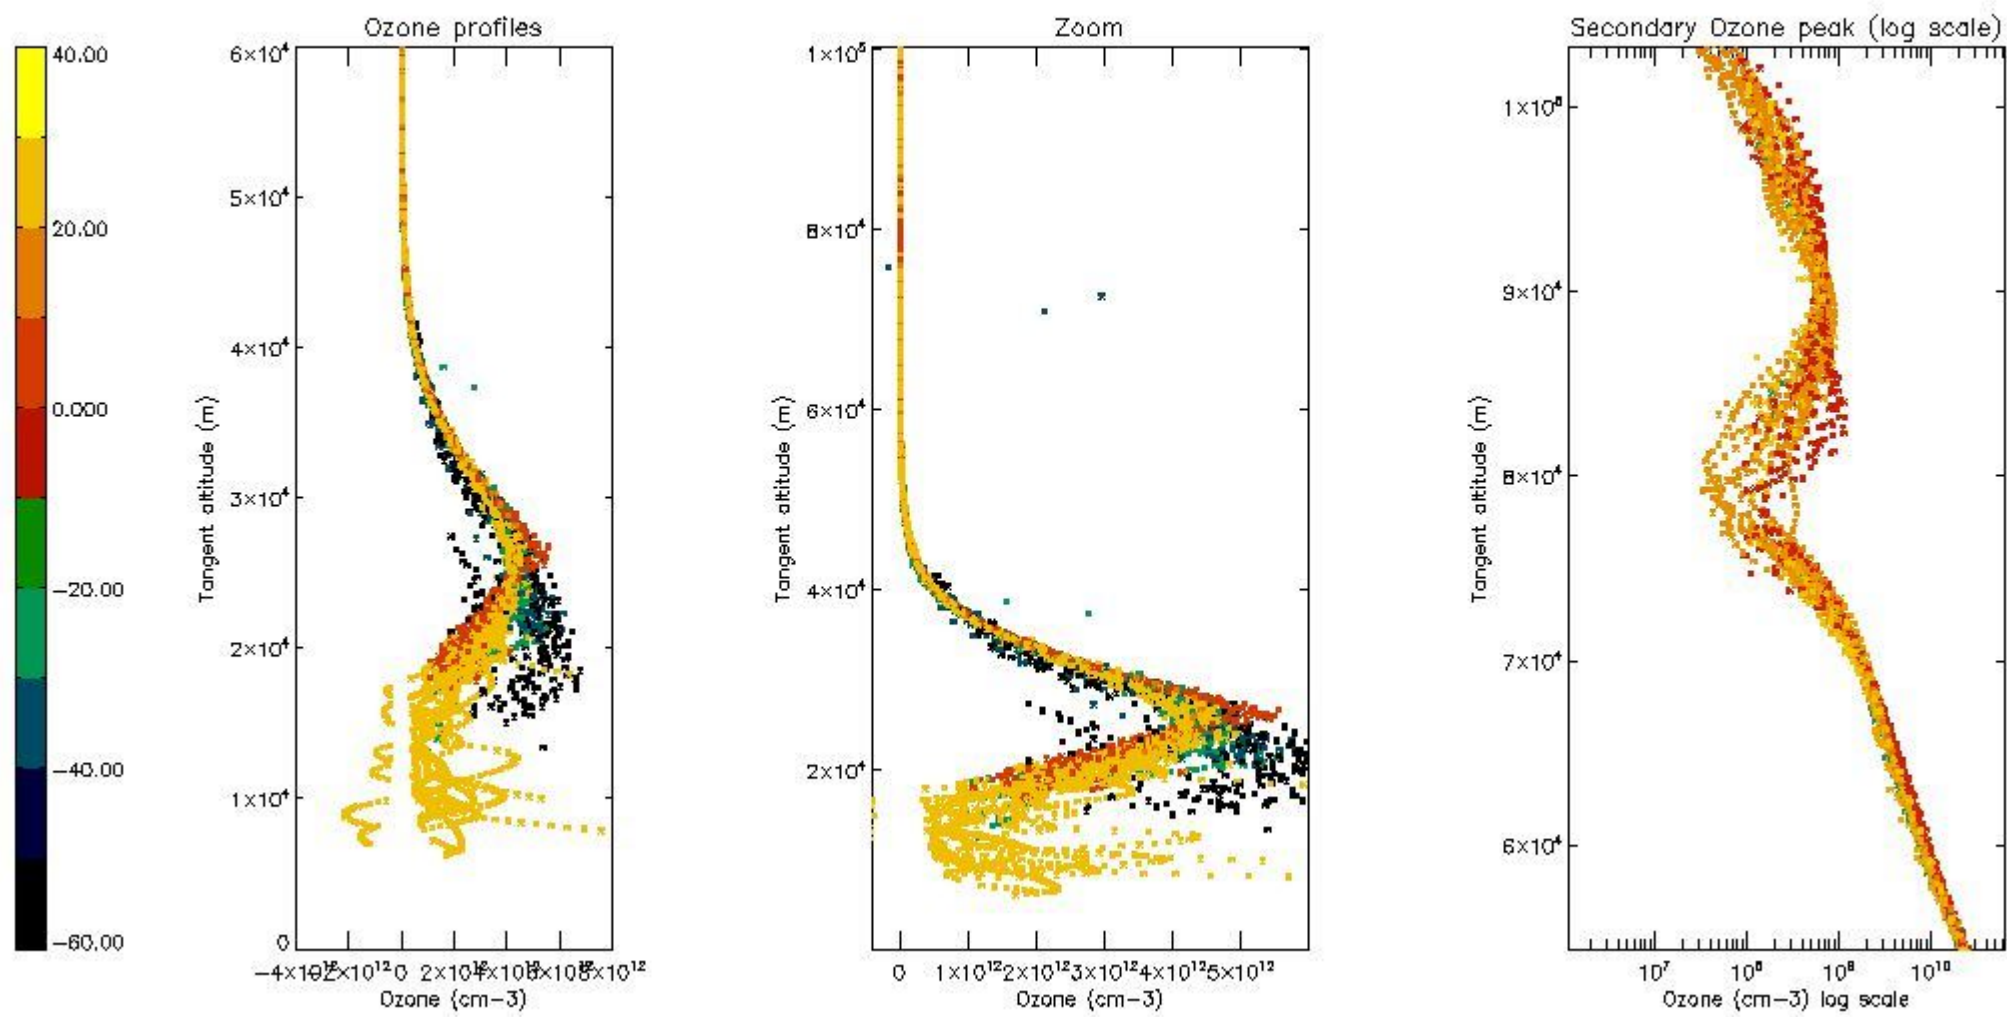 Ozone profiles
Zoom
Secondary Ozone peak (log scale)
40.00
20.00
0.000
−20.00
−40.00
−60.00
Tangent altitude (m)
6×10⁴
5×10⁴
4×10⁴
3×10⁴
2×10⁴
1×10⁴
0
0
Ozone (cm−3)
Tangent altitude (m)
1×10⁵
8×10⁴
6×10⁴
4×10⁴
2×10⁴
0 1×10¹² 2×10¹² 3×10¹² 4×10¹² 5×10¹²
Ozone (cm−3)
Tangent altitude (m)
1×10⁵
9×10⁴
8×10⁴
7×10⁴
6×10⁴
10⁷ 10⁸ 10⁹ 10¹⁰
Ozone (cm−3) log scale